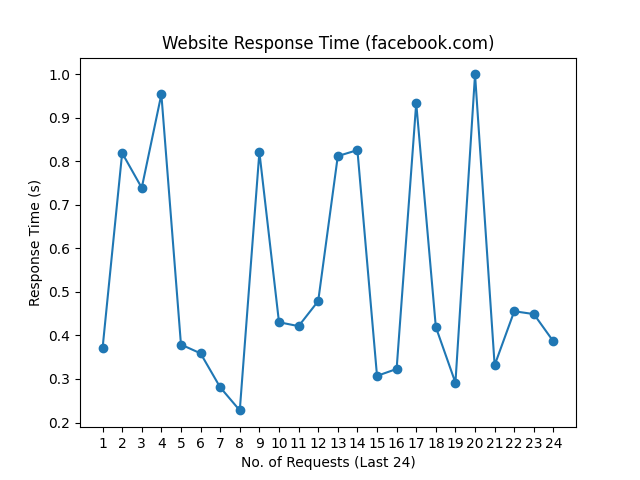 Website Response Time (facebook.com)
1.0
0.9
0.8
0.7
0.6
0.5
0.4
0.3
0.2
Response Time (s)
1 2 3 4 5 6 7 8 9 10 11 12 13 14 15 16 17 18 19 20 21 22 23 24
No. of Requests (Last 24)